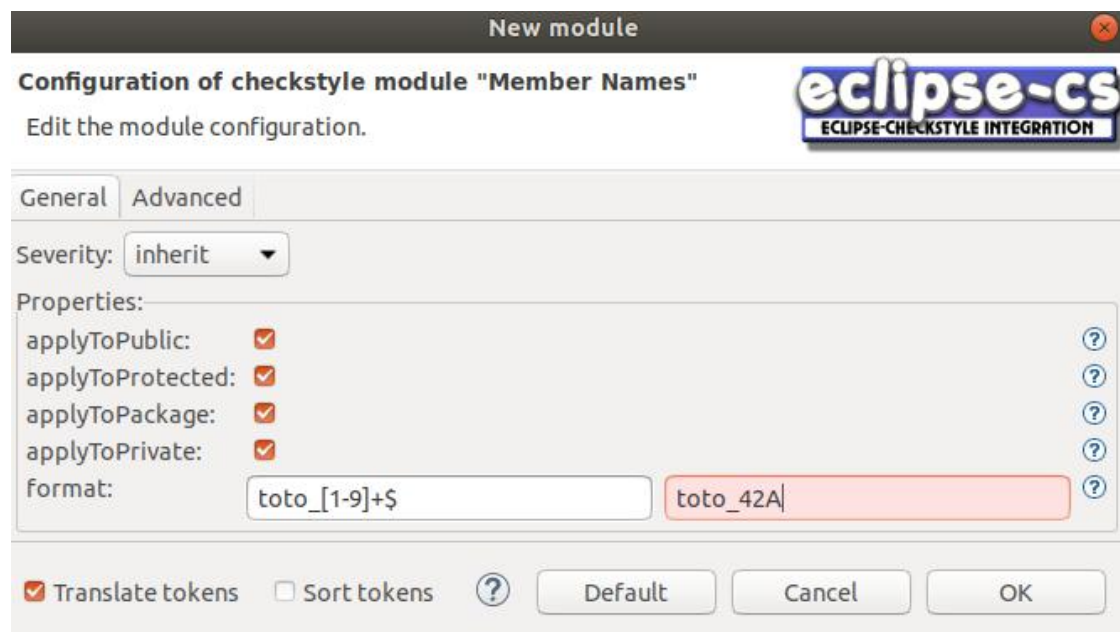 New module
Configuration of checkstyle module "Member Names"
Edit the module configuration.
eclipse-cs
ECLIPSE-CHECKSTYLE INTEGRATION
General Advanced
Severity: inherit
Properties:
applyToPublic: ?
applyToProtected: ?
applyToPackage: ?
applyToPrivate: ?
format: toto_[1-9]+$ toto_42A ?
Translate tokens Sort tokens ? Default Cancel OK